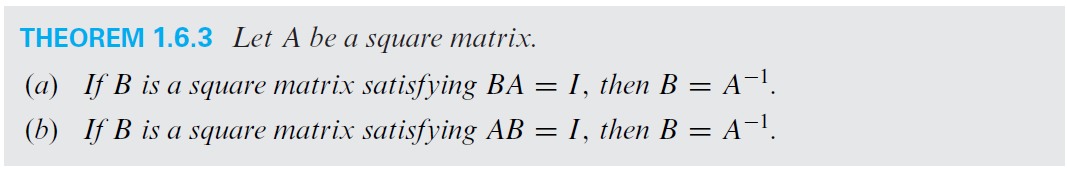 THEOREM 1.6.3 Let A be a square matrix.
(a) If B is a square matrix satisfying BA = I, then B = A⁻¹.
(b) If B is a square matrix satisfying AB = I, then B = A⁻¹.